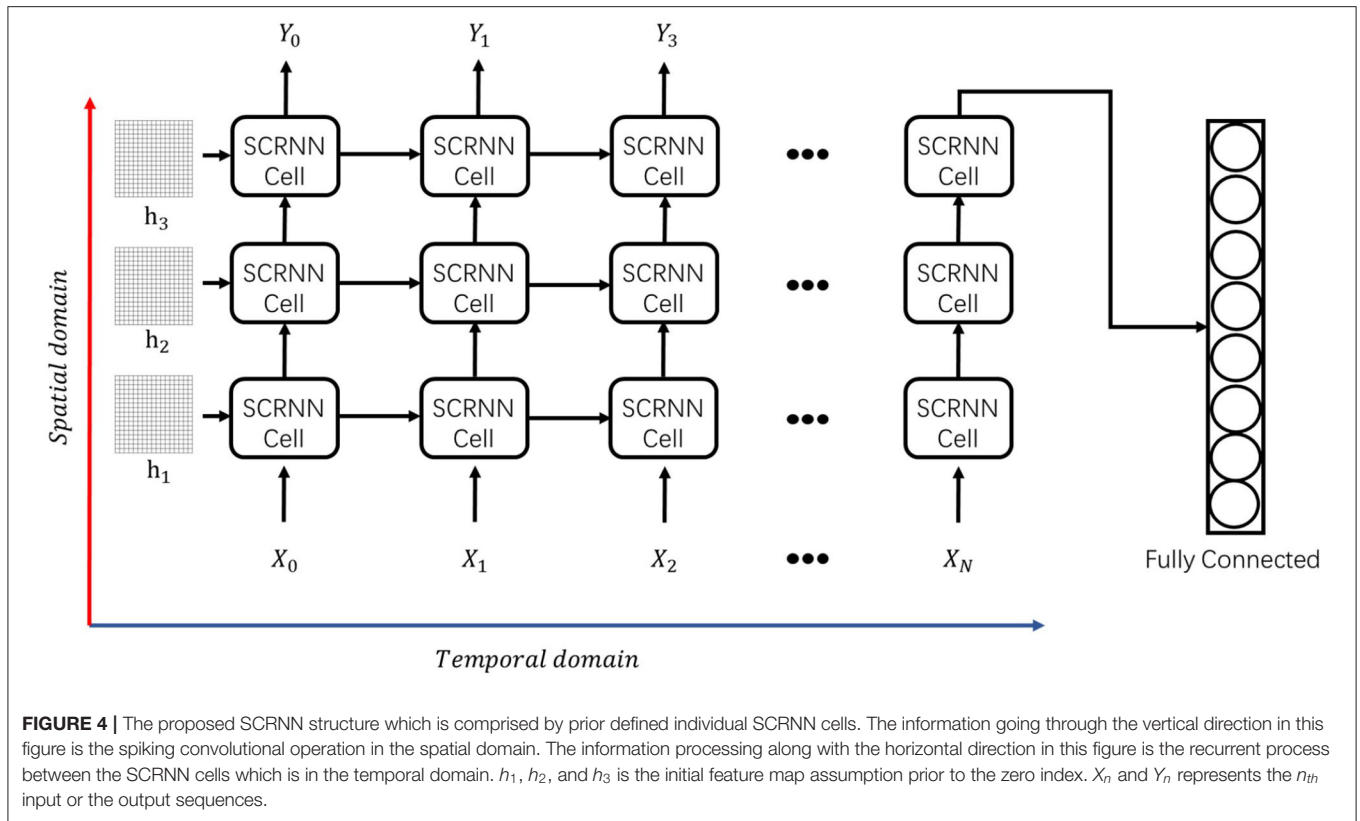 Y0 Y1 Y3
SCRNN Cell SCRNN Cell SCRNN Cell ••• SCRNN Cell
h3
SCRNN Cell SCRNN Cell SCRNN Cell ••• SCRNN Cell
h2
SCRNN Cell SCRNN Cell SCRNN Cell ••• SCRNN Cell
h1
Spatial domain
X0 X1 X2 ••• XN
Fully Connected
Temporal domain
FIGURE 4 | The proposed SCRNN structure which is comprised by prior defined individual SCRNN cells. The information going through the vertical direction in this
figure is the spiking convolutional operation in the spatial domain. The information processing along with the horizontal direction in this figure is the recurrent process
between the SCRNN cells which is in the temporal domain. h1, h2, and h3 is the initial feature map assumption prior to the zero index. Xn and Yn represents the nth
input or the output sequences.